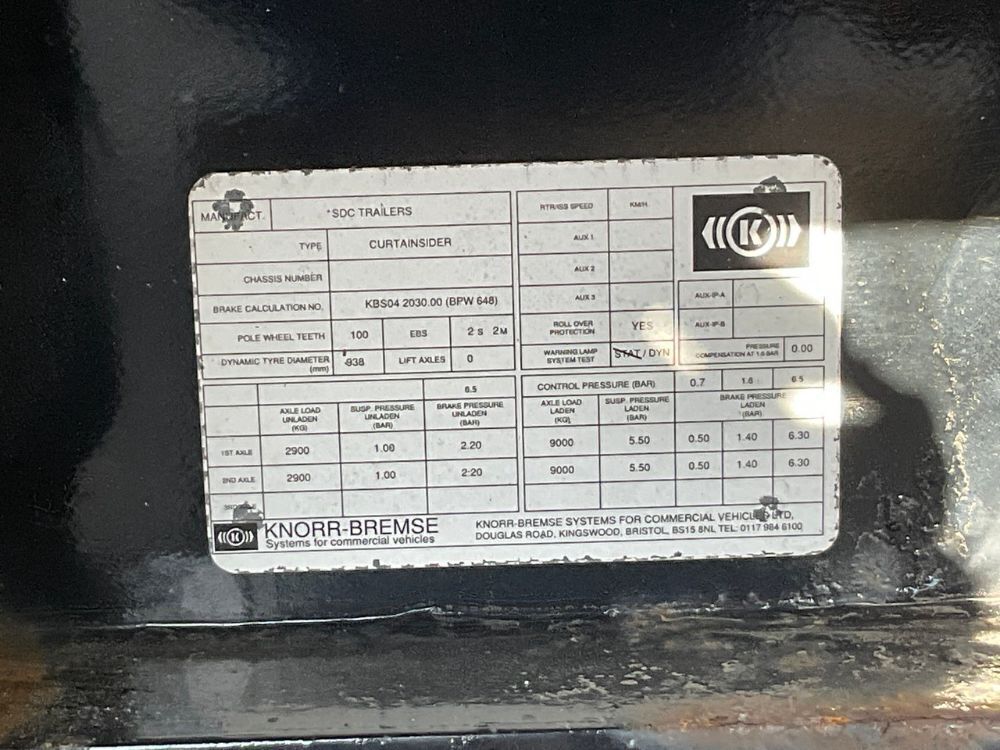 MANUFACT. SDC TRAILERS
TYPE CURTAINSIDER
CHASSIS NUMBER
BRAKE CALCULATION NO. KBS04 2030.00 (BPW 648)
POLE WHEEL TEETH 100 EBS 2 S 2M
DYNAMIC TYRE DIAMETER (mm) 938 LIFT AXLES 0
RTR/ISS SPEED KM/H
AUX 1
AUX 2
AUX 3 AUX-IP-A
ROLL OVER PROTECTION YES AUX-IP-B
WARNING LAMP SYSTEM TEST STAT / DYN PRESSURE COMPENSATION AT 1.6 BAR 0.00
K
6.5
AXLE LOAD UNLADEN (KG) SUSP. PRESSURE UNLADEN (BAR) BRAKE PRESSURE UNLADEN (BAR)
1ST AXLE 2900 1.00 2.20
2ND AXLE 2900 1.00 2-20
CONTROL PRESSURE (BAR) 0.7 1.6 6.5
AXLE LOAD LADEN (KG) SUSP. PRESSURE LADEN (BAR) BRAKE PRESSURE LADEN (BAR)
9000 5.50 0.50 1.40 6.30
9000 5.50 0.50 1.40 6.30
K KNORR-BREMSE
Systems for commercial vehicles
KNORR-BREMSE SYSTEMS FOR COMMERCIAL VEHICLES LTD,
DOUGLAS ROAD, KINGSWOOD, BRISTOL, BS15 8NL TEL: 0117 984 6100